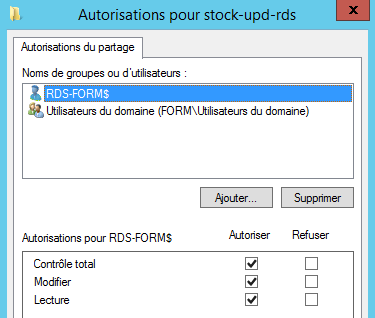 Autorisations pour stock-upd-rds
x
Autorisations du partage
Noms de groupes ou d'utilisateurs :
RDS-FORM$
Utilisateurs du domaine (FORM\Utilisateurs du domaine)
Ajouter... Supprimer
Autorisations pour RDS-FORM$ Autoriser Refuser
Contrôle total
Modifier
Lecture